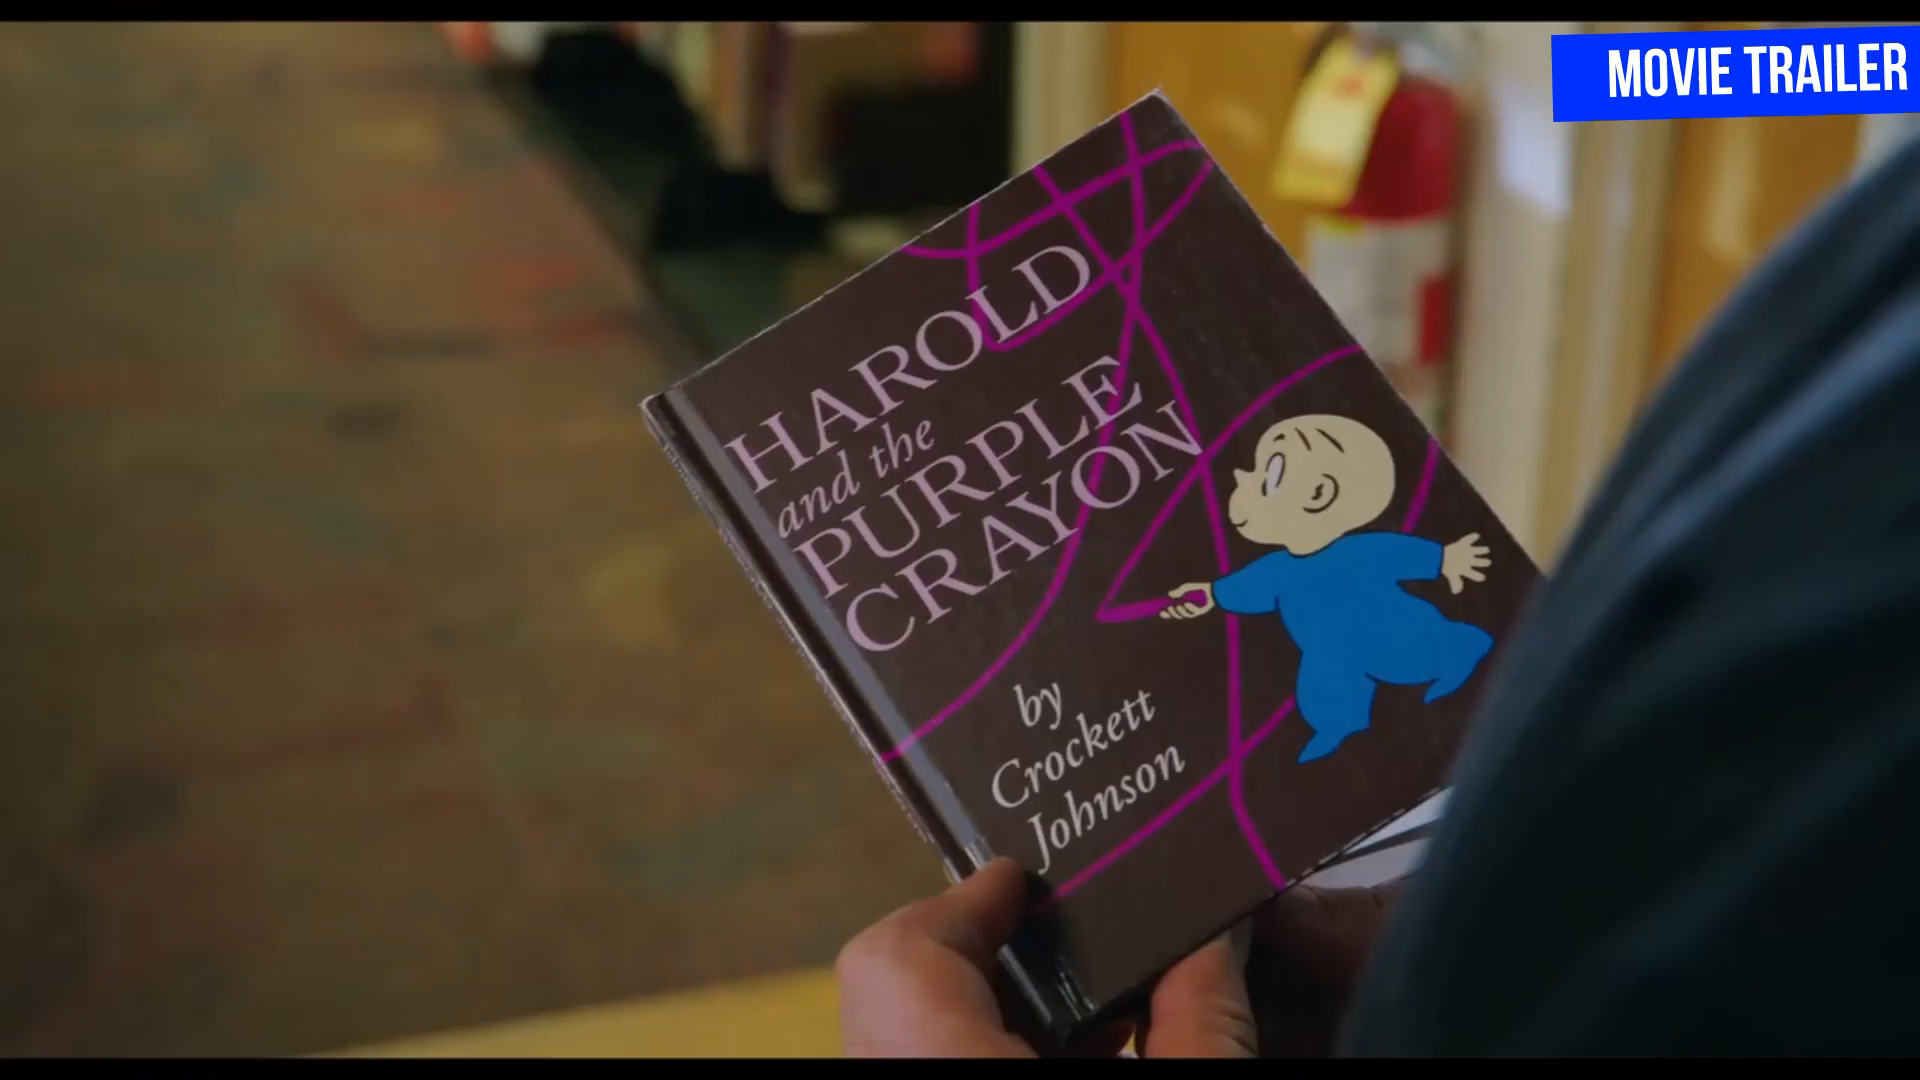 MOVIE TRAILER
HAROLD
and the
PURPLE
CRAYON
by
Crockett
Johnson